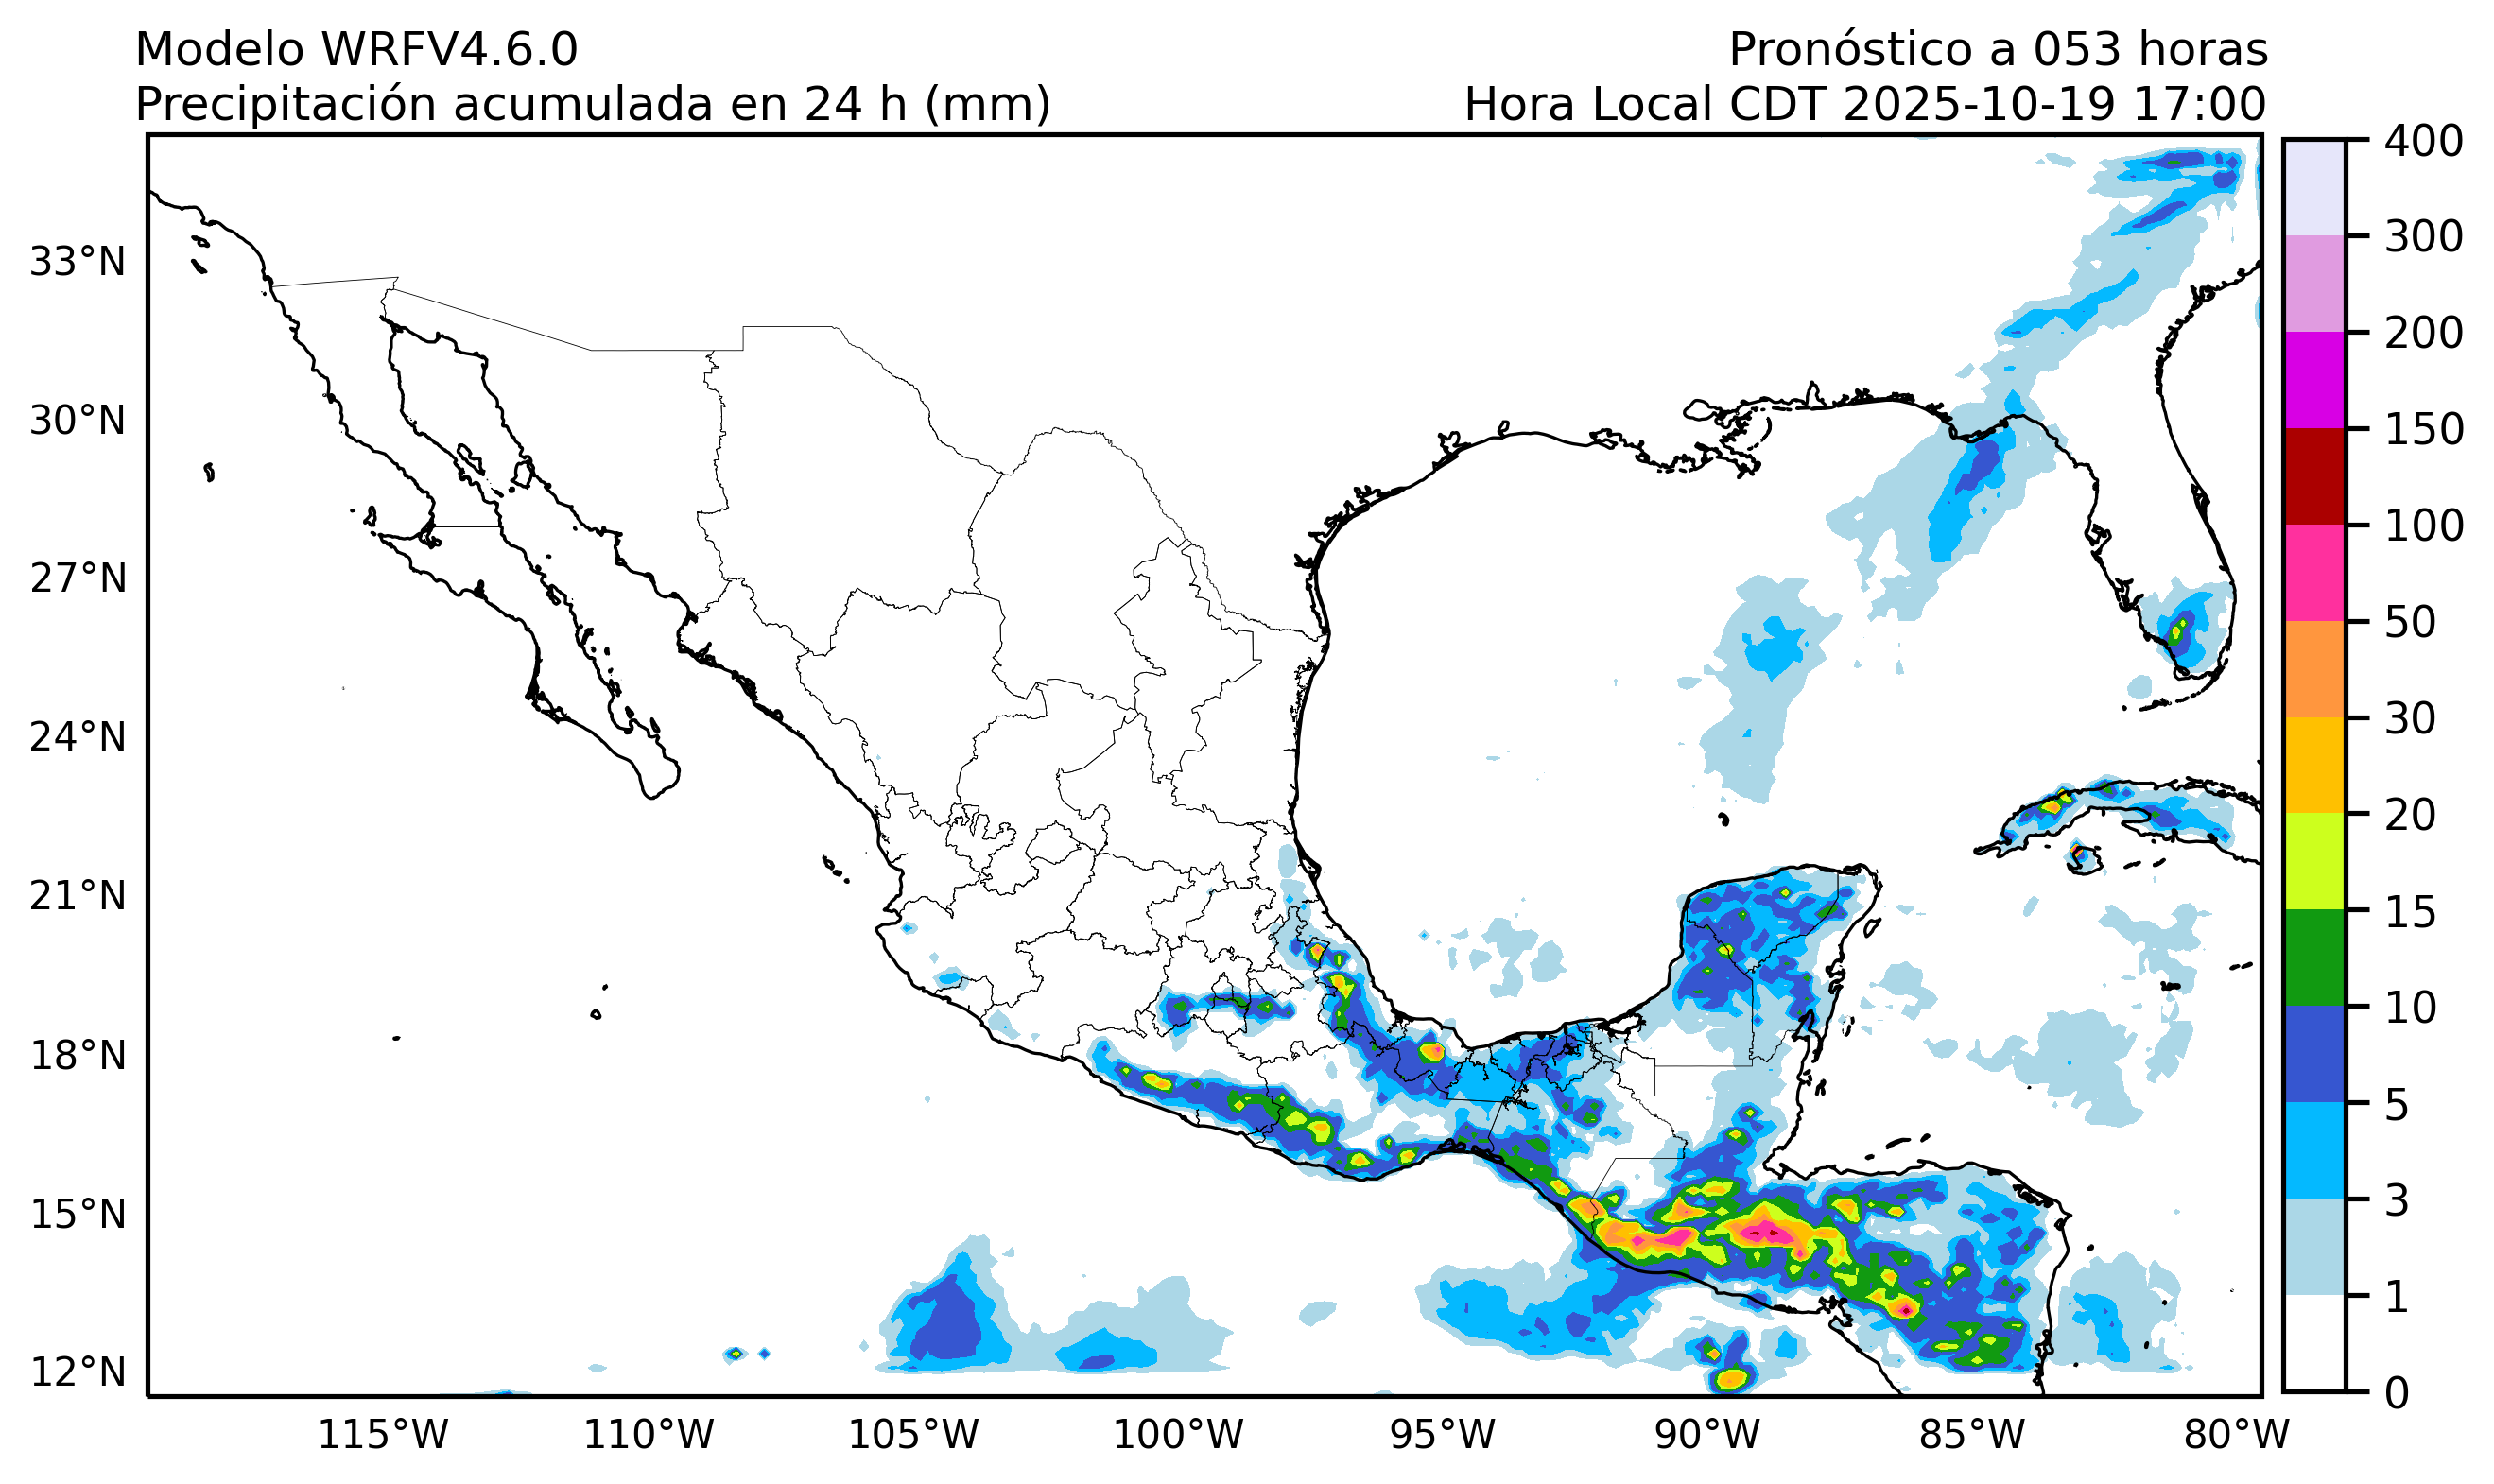 Modelo WRFV4.6.0
Pronóstico a 053 horas
Precipitación acumulada en 24 h (mm)
Hora Local CDT 2025-10-19 17:00
33°N
30°N
27°N
24°N
21°N
18°N
15°N
12°N
115°W
110°W
105°W
100°W
95°W
90°W
85°W
80°W
400
300
200
150
100
50
30
20
15
10
5
3
1
0